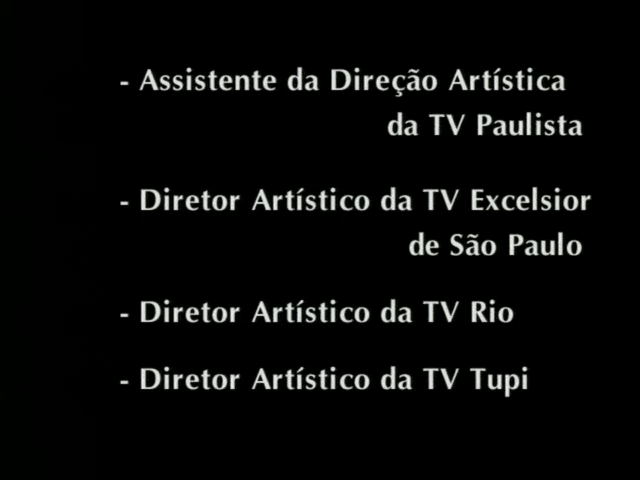 - Assistente da Direção Artística
da TV Paulista
- Diretor Artístico da TV Excelsior
de São Paulo
- Diretor Artístico da TV Rio
- Diretor Artístico da TV Tupi